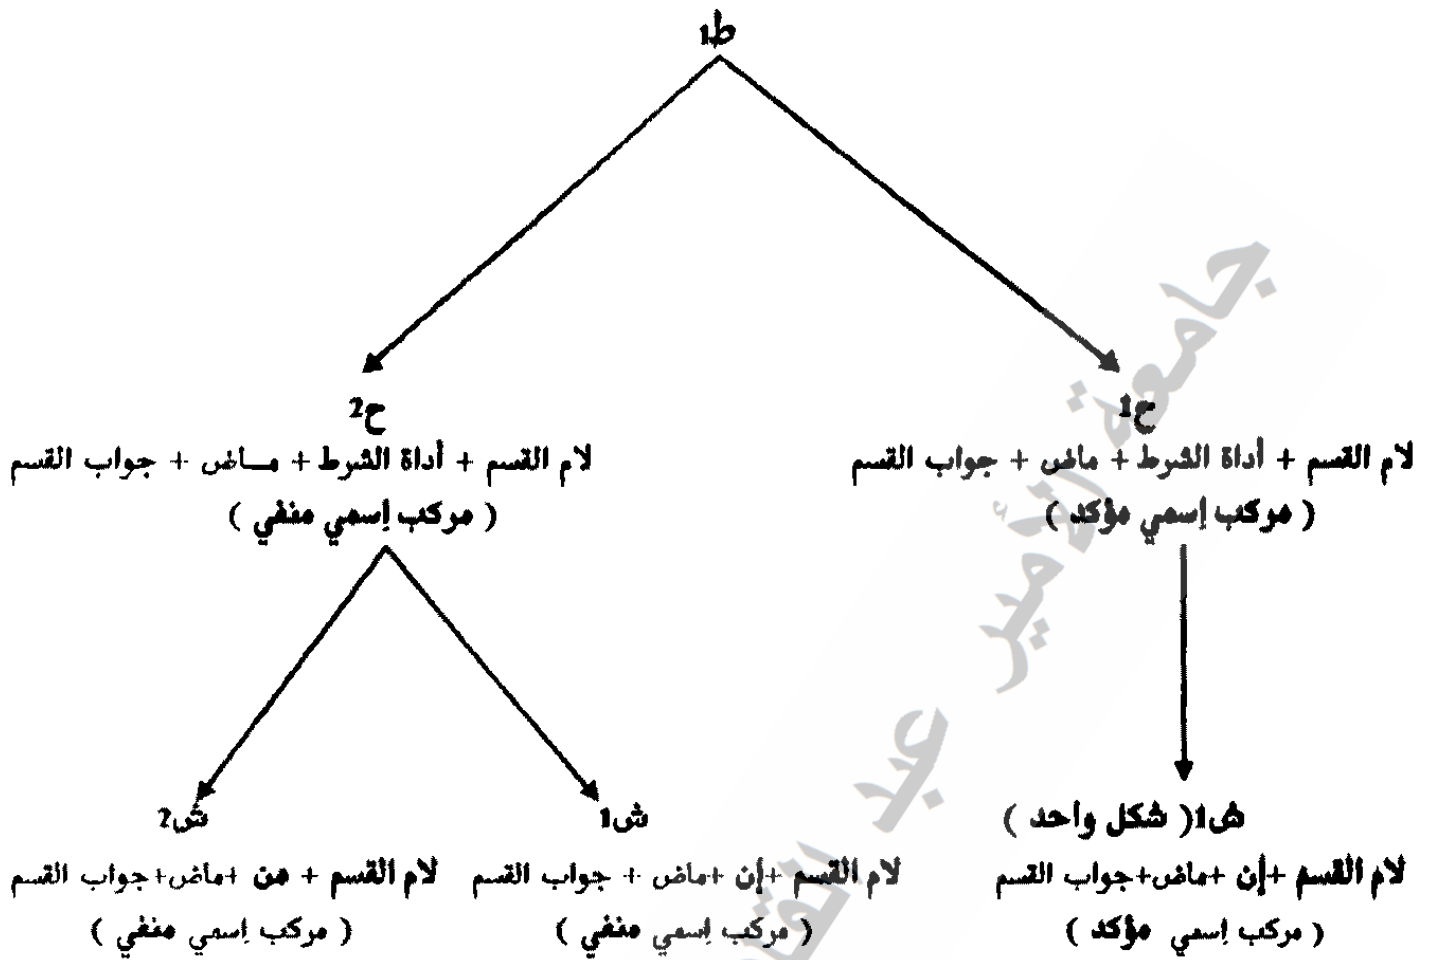 ط1
ح1
لام القسم + أداة الشرط + ماض + جواب القسم
( مركب إسمي مؤكد )
ح2
لام القسم + أداة الشرط + مـــاض + جواب القسم
( مركب إسمي منفي )
ش1( شكل واحد )
لام القسم +إن +ماض+جواب القسم
( مركب إسمي مؤكد )
ش1
لام القسم +إن +ماض + جواب القسم
( مركب إسمي منفي )
ش2
لام القسم + من +ماض+جواب القسم
( مركب إسمي منفي )
جامعة الأمير عبد